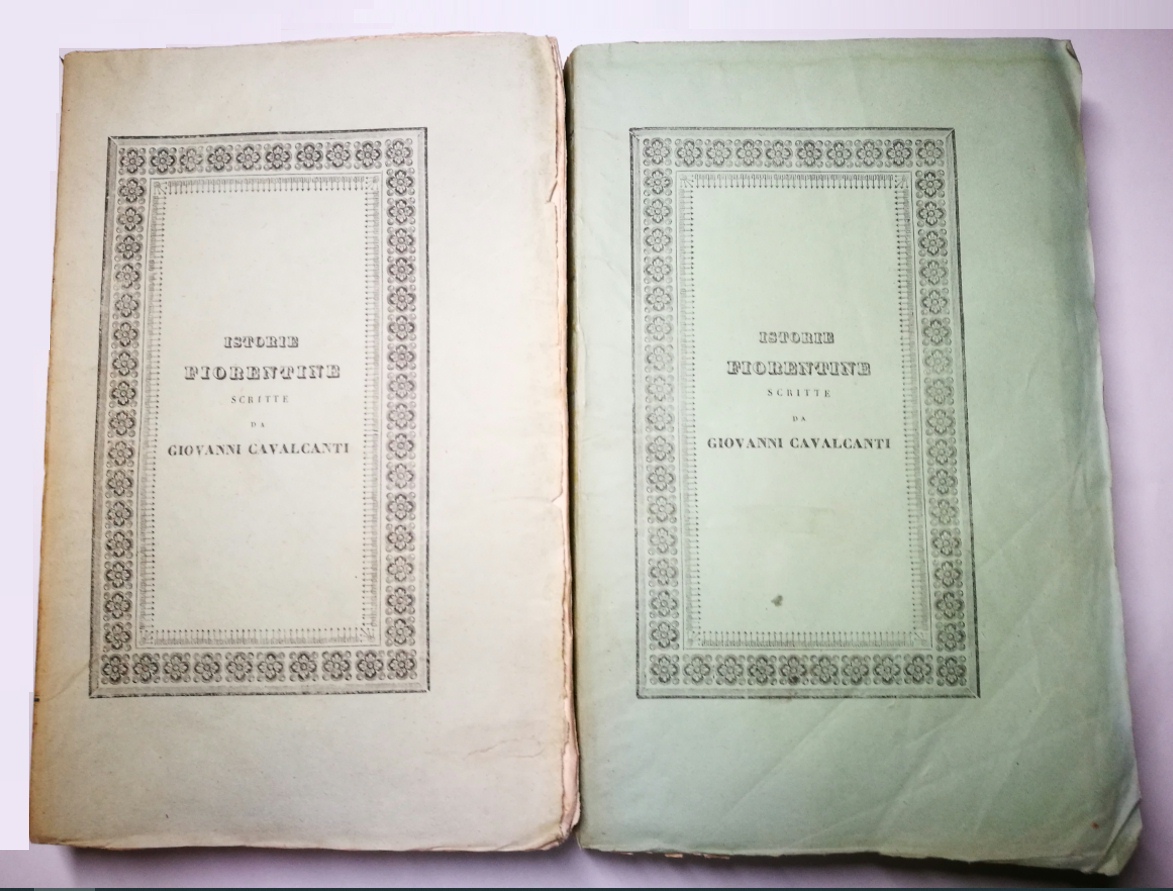 ISTORIE
FIORENTINE
SCRITTE
DA
GIOVANNI CAVALCANTI
ISTORIE
FIORENTINE
SCRITTE
DA
GIOVANNI CAVALCANTI